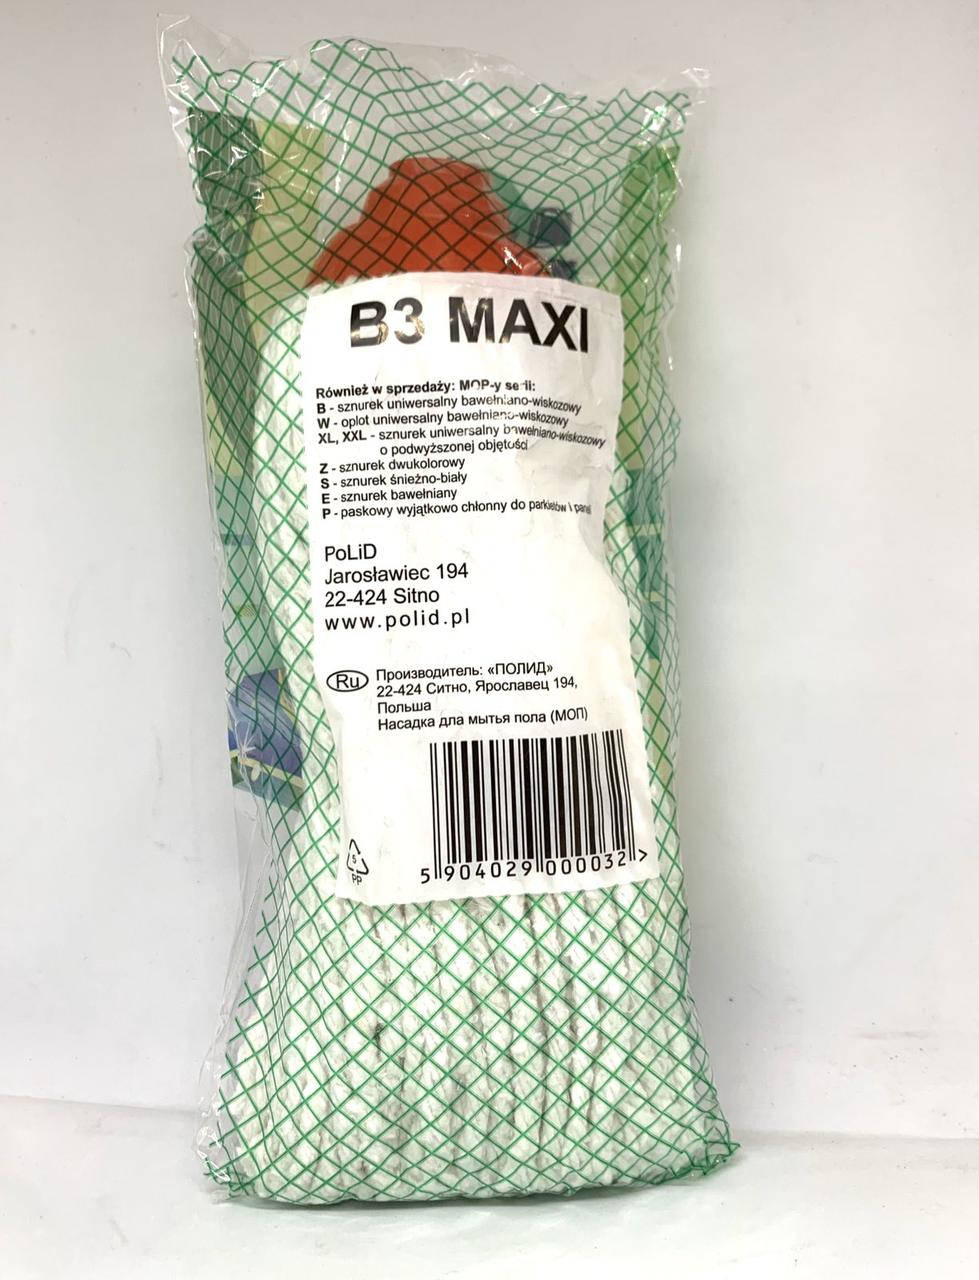 B3 MAXI
Również w sprzedaży: MOP-y serii:
B - sznurek uniwersalny bawełniano-wiskozowy
W - oplot uniwersalny bawełniano-wiskozowy
XL, XXL - sznurek uniwersalny bawełniano-wiskozowy
o podwyższonej objętości
Z - sznurek dwukolorowy
S - sznurek śnieżno-biały
E - sznurek bawełniany
P - paskowy wyjątkowo chłonny do parkietów i
PoLiD
Jarosławiec 194
22-424 Sitno
www.polid.pl
Ru Производитель: «ПОЛИД»
22-424 Ситно, Ярославец 194,
Польша
Насадка дла мытья пола (МОП)
5 904029 000032 >
5
PP